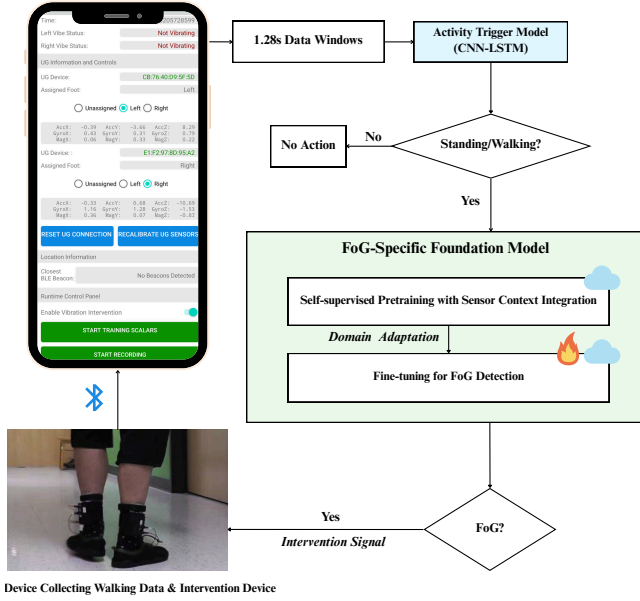 Time:
205728599
Left Vibe Status:
Not Vibrating
Right Vibe Status:
Not Vibrating
UG Information and Controls
UG Device:
CB:76:40:D9:5F:5D
Assigned Foot:
Left
Unassigned Left Right
AccX: -0.39 AccY: -3.66 AccZ: 8.29
GyroX: 0.43 GyroY: 0.31 GyroZ: 0.79
MagX: 0.06 MagY: 0.33 MagZ: 0.22
UG Device:
E1:F2:97:8D:95:A2
Assigned Foot:
Right
Unassigned Left Right
AccX: -0.33 AccY: 0.68 AccZ: -10.69
GyroX: 1.16 GyroY: 1.28 GyroZ: -1.53
MagX: 0.36 MagY: 0.07 MagZ: -0.87
RESET UG CONNECTION
RECALIBRATE UG SENSORS
Location Information
Closest
BLE Beacon:
No Beacons Detected
Runtime Control Panel
Enable Vibration Intervention
START TRAINING SCALARS
START RECORDING
1.28s Data Windows
Activity Trigger Model
(CNN-LSTM)
Standing/Walking?
No
No Action
Yes
FoG-Specific Foundation Model
Self-supervised Pretraining with Sensor Context Integration
Domain Adaptation
Fine-tuning for FoG Detection
FoG?
Yes
Intervention Signal
Device Collecting Walking Data & Intervention Device